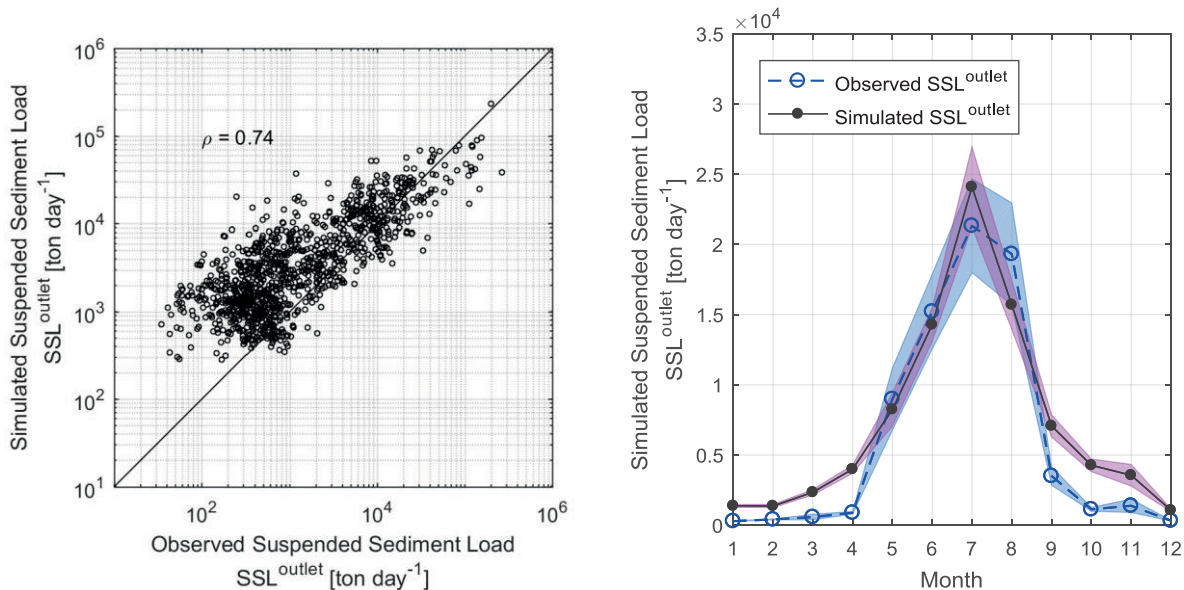 10^6
10^5
10^4
10^3
10^2
10^1
10^2
10^4
10^6
ρ = 0.74
Simulated Suspended Sediment Load
SSL^outlet [ton day^-1]
Observed Suspended Sediment Load
SSL^outlet [ton day^-1]
×10^4
3.5
3
2.5
2
1.5
1
0.5
0
Observed SSL^outlet
Simulated SSL^outlet
Simulated Suspended Sediment Load
SSL^outlet [ton day^-1]
1 2 3 4 5 6 7 8 9 10 11 12
Month